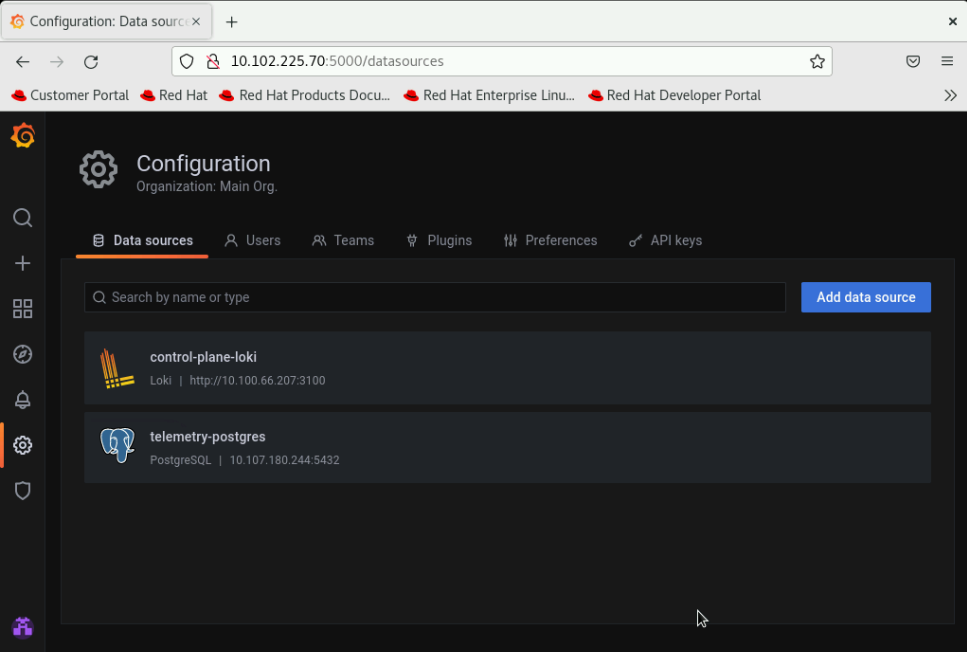 Configuration: Data sourc
10.102.225.70:5000/datasources
Customer Portal Red Hat Red Hat Products Docu... Red Hat Enterprise Linu... Red Hat Developer Portal
Configuration
Organization: Main Org.
Data sources Users Teams Plugins Preferences API keys
Search by name or type Add data source
control-plane-loki
Loki | http://10.100.66.207:3100
telemetry-postgres
PostgreSQL | 10.107.180.244:5432